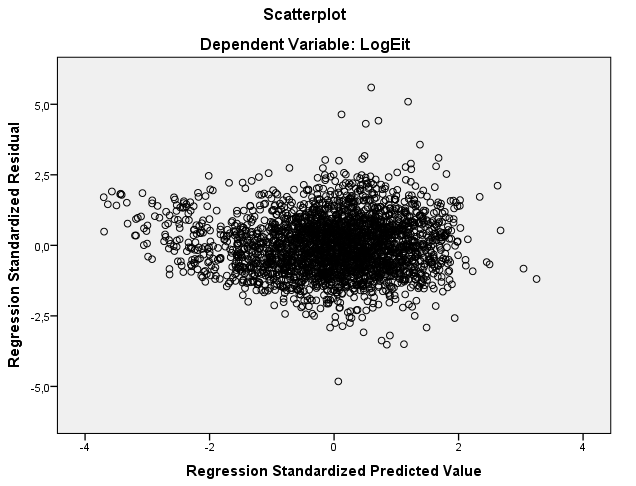 Scatterplot
Dependent Variable: LogEit
Regression Standardized Residual
5,0
2,5
0,0
-2,5
-5,0
-4
-2
0
2
4
Regression Standardized Predicted Value